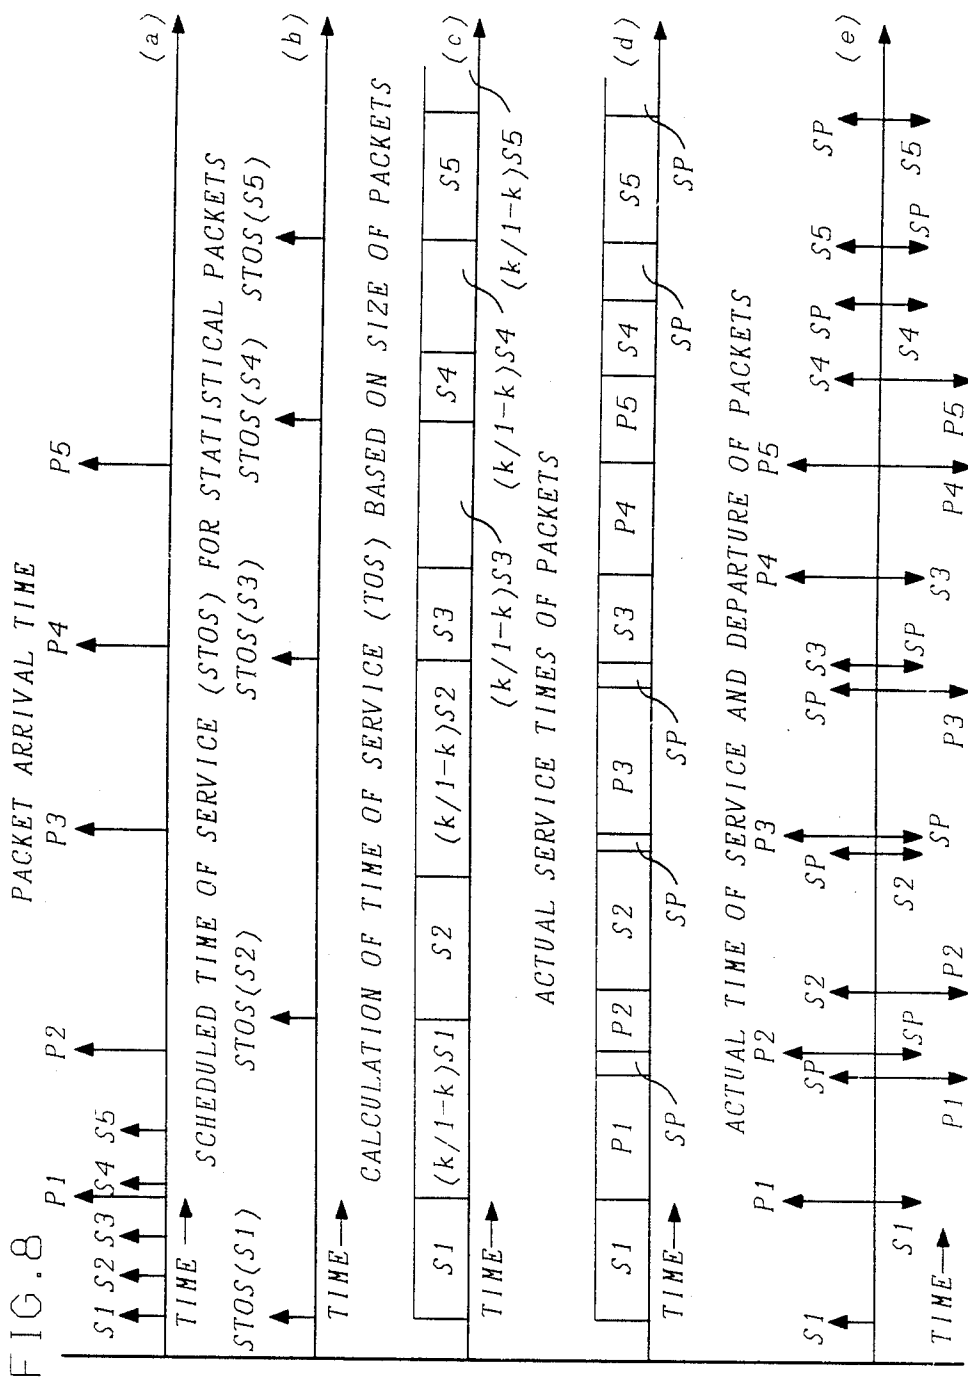 FIG.8
PACKET ARRIVAL TIME
S1 S2 S3 P1 S4 S5 P2 P3 P4 P5
(a)
TIME
SCHEDULED TIME OF SERVICE (STOS) FOR STATISTICAL PACKETS
STOS(S1) STOS(S2) STOS(S3) STOS(S4) STOS(S5)
(b)
TIME
CALCULATION OF TIME OF SERVICE (TOS) BASED ON SIZE OF PACKETS
S1 (k/1-k)S1 S2 (k/1-k)S2 S3 S4 S5
(c)
(k/1-k)S3 (k/1-k)S4 (k/1-k)S5
TIME
ACTUAL SERVICE TIMES OF PACKETS
S1 P1 P2 S2 P3 S3 P4 P5 S4 S5
(d)
SP SP SP SP SP
TIME
ACTUAL TIME OF SERVICE AND DEPARTURE OF PACKETS
P1 P2 P3 P4 P5
S1 SP S2 SP SP S3 S4 SP S5 SP
(e)
S1 SP S2 SP SP S3 S4 SP S5
P1 P2 P3 P4 P5
TIME